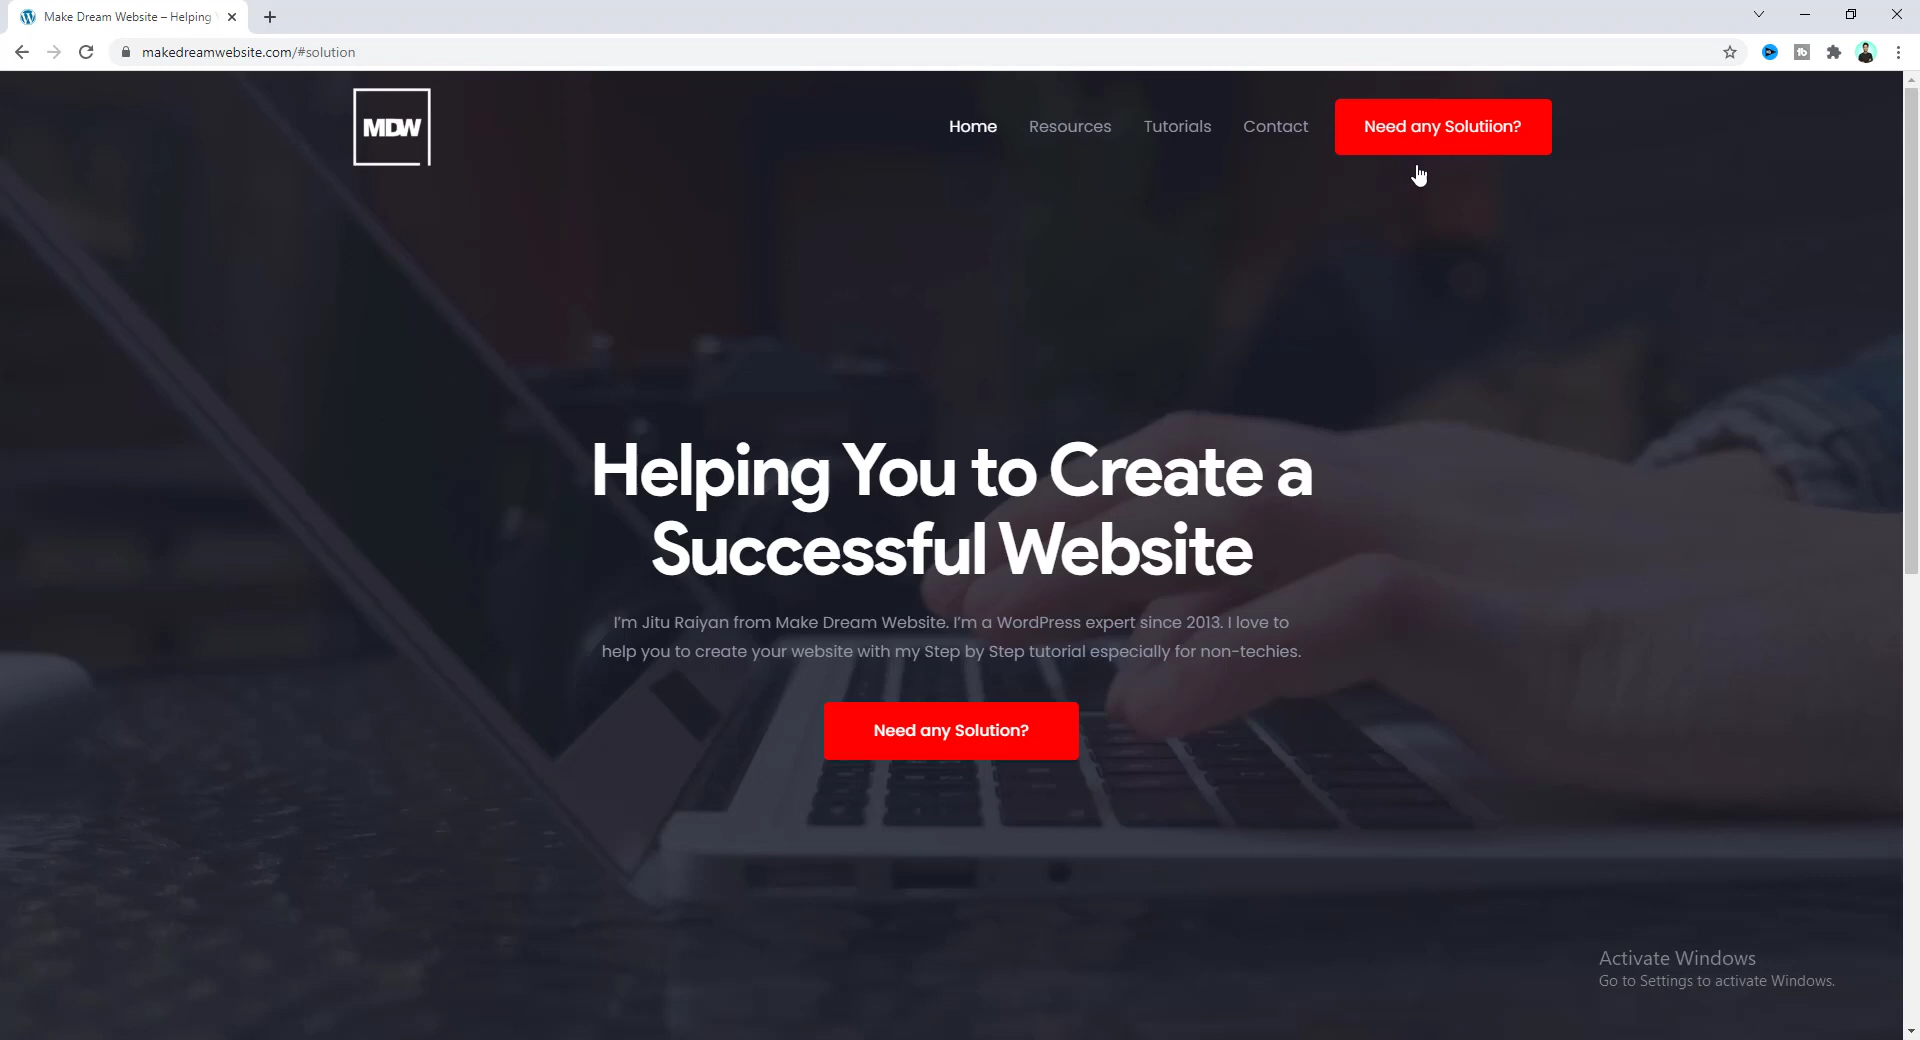 Make Dream Website – Helping
makedreamwebsite.com/#solution
MDW
Home
Resources
Tutorials
Contact
Need any Solutiion?
Helping You to Create a
Successful Website
I'm Jitu Raiyan from Make Dream Website. I'm a WordPress expert since 2013. I love to
help you to create your website with my Step by Step tutorial especially for non-techies.
Need any Solution?
Activate Windows
Go to Settings to activate Windows.